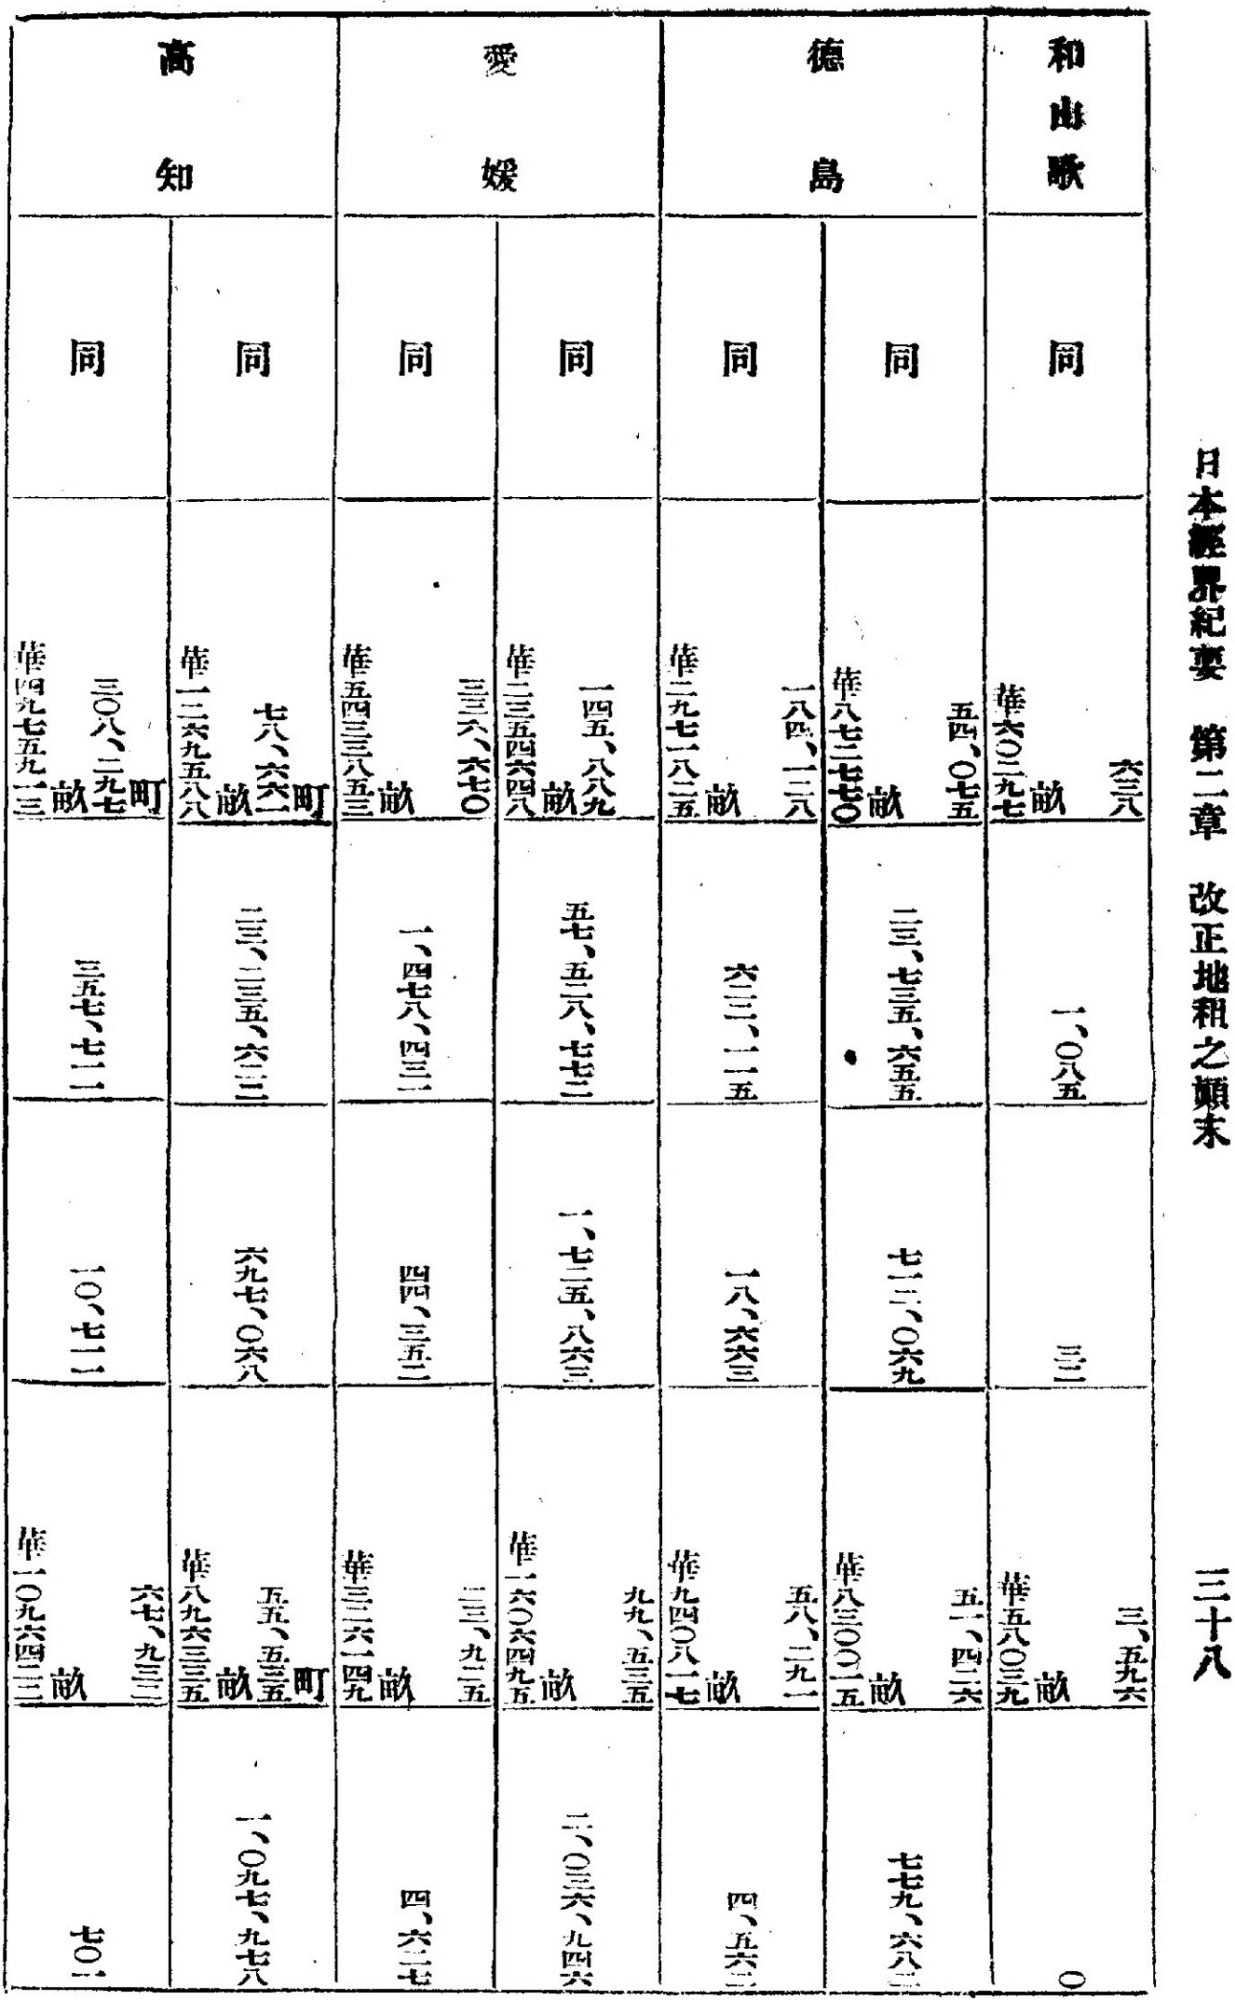 日本經界紀要　第二章　改正地租之顚末　三十八
和山歌
同
六三八
華六〇二九七畝
一、〇八五
三二
三、五九六
華五八〇三九畝
〇
德島
同
五四、〇七五
華八七二七七〇畝
二三、七三五、六五五
七一二、〇六九
五一、四二六
華八三〇〇一五畝
七七九、六八二
同
一八四、一二八
華二九七一八二五畝
六二二、一一五
一八、六六三
五八、二九一
華九四〇八一七畝
四、五六二
愛媛
同
一四五、八八九
華二三五四六四八畝
五七、五二八、七七二
一、七二五、八六三
九九、五三五
華一六〇六四九五畝
二、〇三六、九四六
同
三三六、六七〇
華五四三三八五三畝
一、四七八、四三一
四四、三五二
二三、九二五
華三二六一四九畝
四、六二七
高知
同
七八、六六一町
華一二六九五八八畝
二三、二三五、六二二
六九七、〇六八
五五、五三五町
華八九六三三五畝
一、〇九七、九七八
同
三〇八、二九七町
華四九七五九一三畝
三五七、七一一
一〇、七一一
六七、九三二
華一〇九六四二二畝
七〇一